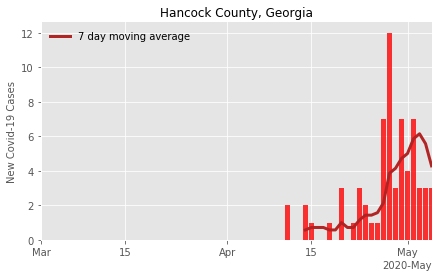 Hancock County, Georgia
7 day moving average
New Covid-19 Cases
12
10
8
6
4
2
0
Mar 15 Apr 15 May
2020-May